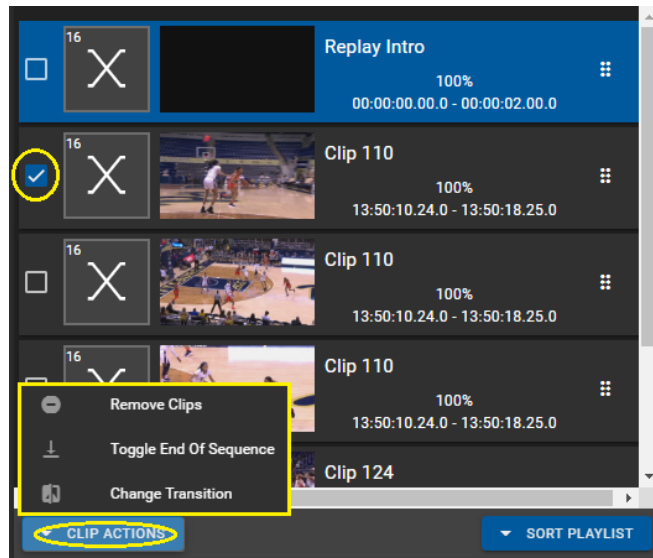 16
Replay Intro
100%
00:00:00.00.0 - 00:00:02.00.0
16
Clip 110
100%
13:50:10.24.0 - 13:50:18.25.0
16
Clip 110
100%
13:50:10.24.0 - 13:50:18.25.0
16
Clip 110
100%
13:50:10.24.0 - 13:50:18.25.0
Remove Clips
Toggle End Of Sequence
Change Transition
Clip 124
CLIP ACTIONS
SORT PLAYLIST